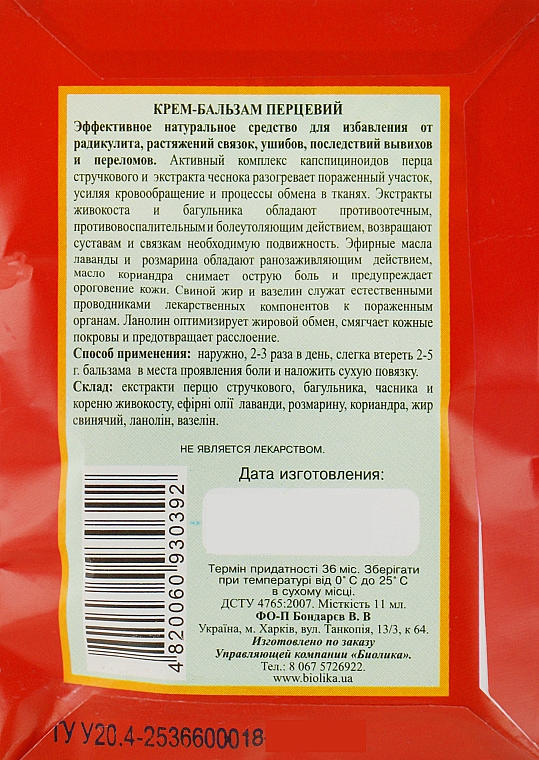 КРЕМ-БАЛЬЗАМ ПЕРЦЕВИЙ
Эффективное натуральное средство для избавления от
радикулита, растяжений связок, ушибов, последствий вывихов
и переломов. Активный комплекс капспициноидов перца
стручкового и экстракта чеснока разогревает пораженный участок,
усиляя кровообращение и процессы обмена в тканях. Экстракты
живокоста и багульника обладают противоотечным,
противовоспалительным и болеутоляющим действием, возвращают
суставам и связкам необходимую подвижность. Эфирные масла
лаванды и розмарина обладают ранозаживляющим действием,
масло кориандра снимает острую боль и предупреждает
ороговение кожи. Свиной жир и вазелин служат естественными
проводниками лекарственных компонентов к пораженным
органам. Ланолин оптимизирует жировой обмен, смягчает кожные
покровы и предотвращает расслоение.
Способ применения: наружно, 2-3 раза в день, слегка втереть 2-5
г. бальзама в места проявления боли и наложить сухую повязку.
Склад: екстракти перцю стручкового, багульника, часника и
кореню живокосту, ефірні олії лаванди, розмарину, кориандра, жир
свинячий, ланолін, вазелін.
НЕ ЯВЛЯЕТСЯ ЛЕКАРСТВОМ.
Дата изготовления:
4820060930392
Термін придатності 36 міс. Зберігати
при температурі від 0°С до 25°С
в сухому місці.
ДСТУ 4765:2007. Місткість 11 мл.
ФО-П Бондарєв В. В
Україна, м. Харків, вул. Танкопія, 13/3, к 64.
Изготовлено по заказу
Управляющей компании «Биолика».
Тел.: 8 067 5726922.
www.biolika.ua
ТУ У20.4-2536600018